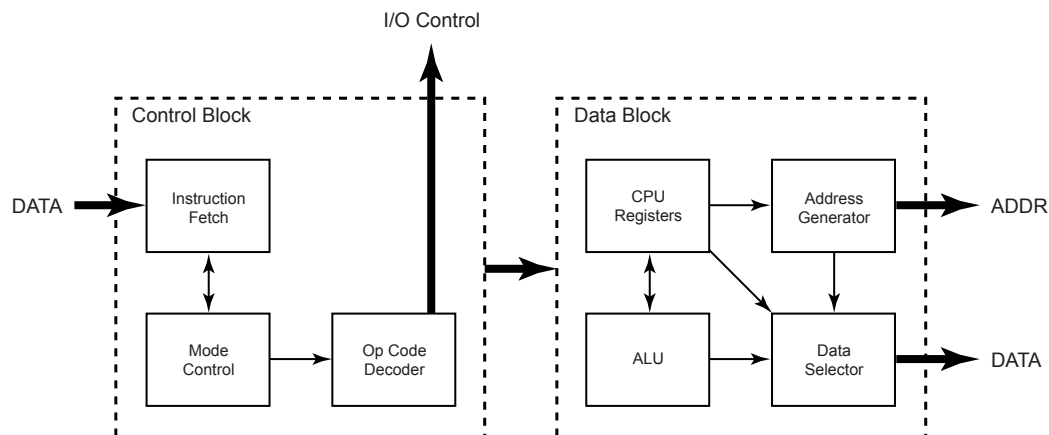 I/O Control
Control Block
Data Block
DATA
Instruction
Fetch
CPU
Registers
Address
Generator
ADDR
Mode
Control
Op Code
Decoder
ALU
Data
Selector
DATA